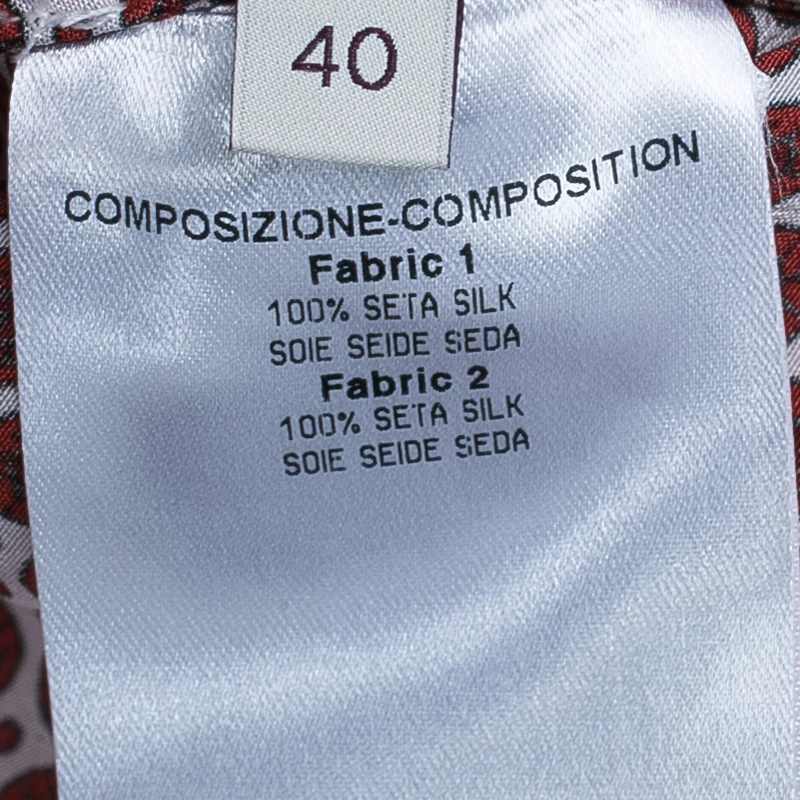 40
COMPOSIZIONE-COMPOSITION
Fabric 1
100% SETA SILK
SOIE SEIDE SEDA
Fabric 2
100% SETA SILK
SOIE SEIDE SEDA